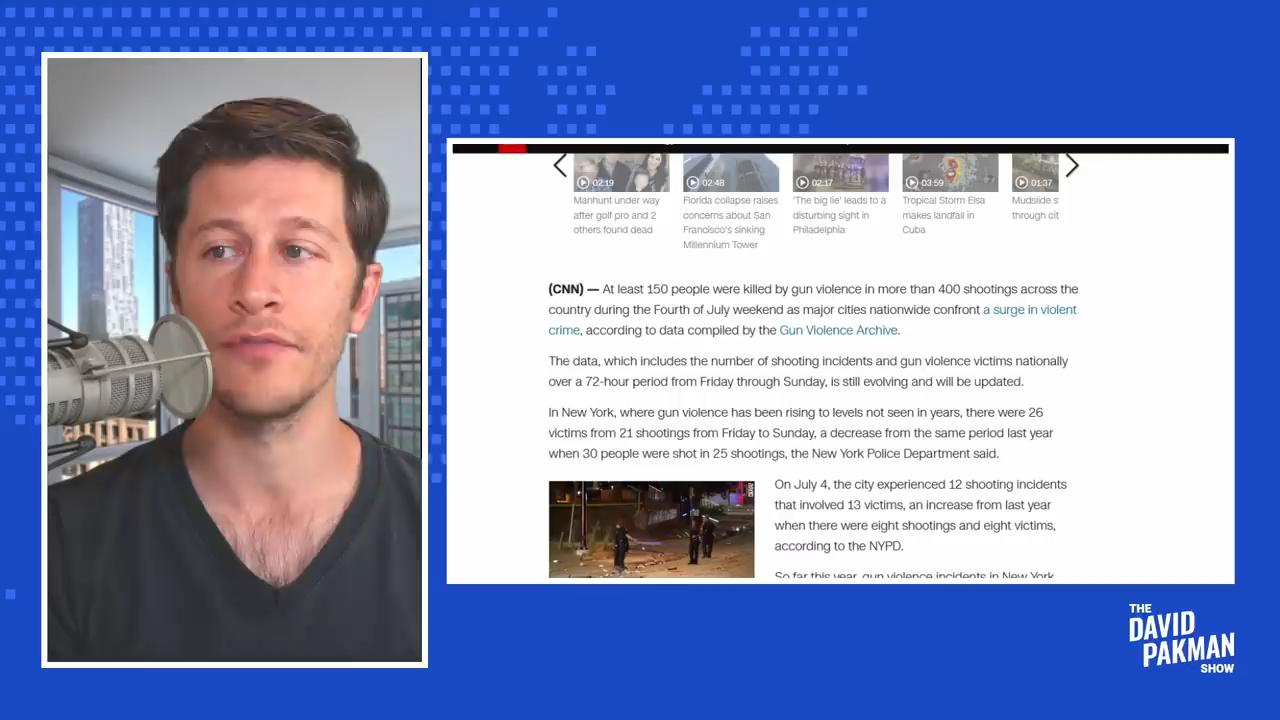 02:19
02:48
02:17
03:59
01:37
Manhunt under way
after golf pro and 2
others found dead
Florida collapse raises
concerns about San
Francisco's sinking
Millennium Tower
'The big lie' leads to a
disturbing sight in
Philadelphia
Tropical Storm Elsa
makes landfall in
Cuba
Mudslide s
through cit
(CNN) — At least 150 people were killed by gun violence in more than 400 shootings across the
country during the Fourth of July weekend as major cities nationwide confront a surge in violent
crime, according to data compiled by the Gun Violence Archive.
The data, which includes the number of shooting incidents and gun violence victims nationally
over a 72-hour period from Friday through Sunday, is still evolving and will be updated.
In New York, where gun violence has been rising to levels not seen in years, there were 26
victims from 21 shootings from Friday to Sunday, a decrease from the same period last year
when 30 people were shot in 25 shootings, the New York Police Department said.
On July 4, the city experienced 12 shooting incidents
that involved 13 victims, an increase from last year
when there were eight shootings and eight victims,
according to the NYPD.
So far this year, gun violence incidents in New York
THE
DAVID
PAKMAN
SHOW